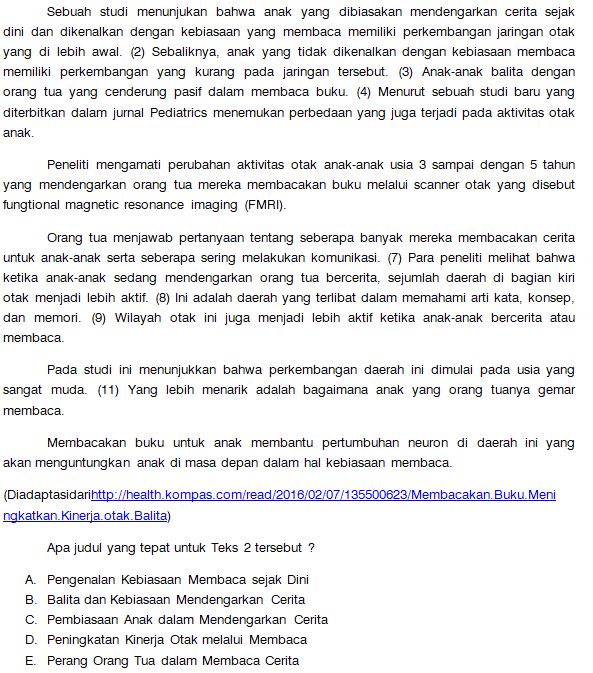 Sebuah studi menunjukan bahwa anak yang dibiasakan mendengarkan cerita sejak
dini dan dikenalkan dengan kebiasaan yang membaca memiliki perkembangan jaringan otak
yang di lebih awal. (2) Sebaliknya, anak yang tidak dikenalkan dengan kebiasaan membaca
memiliki perkembangan yang kurang pada jaringan tersebut. (3) Anak-anak balita dengan
orang tua yang cenderung pasif dalam membaca buku. (4) Menurut sebuah studi baru yang
diterbitkan dalam jurnal Pediatrics menemukan perbedaan yang juga terjadi pada aktivitas otak
anak.
Peneliti mengamati perubahan aktivitas otak anak-anak usia 3 sampai dengan 5 tahun
yang mendengarkan orang tua mereka membacakan buku melalui scanner otak yang disebut
fungtional magnetic resonance imaging (FMRI).
Orang tua menjawab pertanyaan tentang seberapa banyak mereka membacakan cerita
untuk anak-anak serta seberapa sering melakukan komunikasi. (7) Para peneliti melihat bahwa
ketika anak-anak sedang mendengarkan orang tua bercerita, sejumlah daerah di bagian kiri
otak menjadi lebih aktif. (8) Ini adalah daerah yang terlibat dalam memahami arti kata, konsep,
dan memori. (9) Wilayah otak ini juga menjadi lebih aktif ketika anak-anak bercerita atau
membaca.
Pada studi ini menunjukkan bahwa perkembangan daerah ini dimulai pada usia yang
sangat muda. (11) Yang lebih menarik adalah bagaimana anak yang orang tuanya gemar
membaca.
Membacakan buku untuk anak membantu pertumbuhan neuron di daerah ini yang
akan menguntungkan anak di masa depan dalam hal kebiasaan membaca.
(Diadaptasidarihttp://health.kompas.com/read/2016/02/07/135500623/Membacakan.Buku.Meni
ngkatkan.Kinerja.otak.Balita)
Apa judul yang tepat untuk Teks 2 tersebut ?
A. Pengenalan Kebiasaan Membaca sejak Dini
B. Balita dan Kebiasaan Mendengarkan Cerita
C. Pembiasaan Anak dalam Mendengarkan Cerita
D. Peningkatan Kinerja Otak melalui Membaca
E. Perang Orang Tua dalam Membaca Cerita